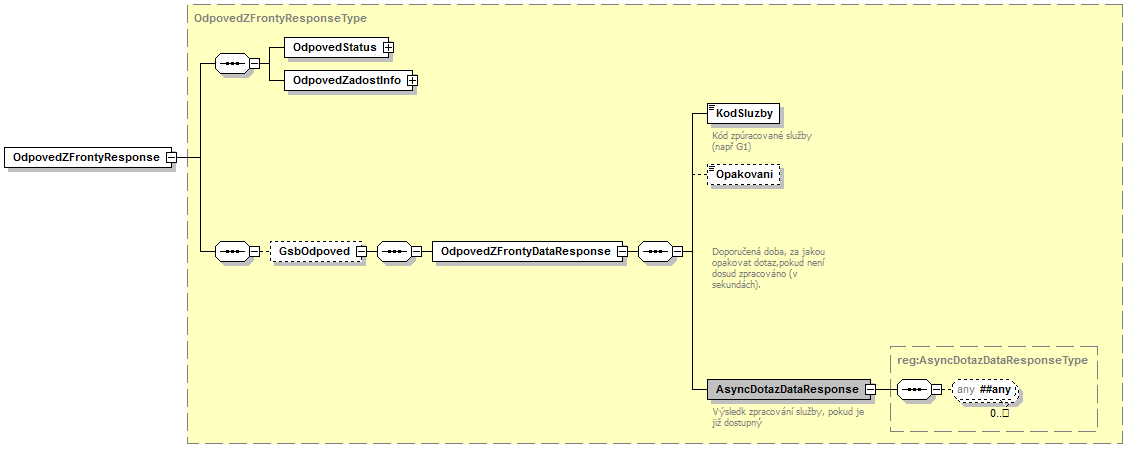 OdpovedZFrontyResponseType
OdpovedStatus
OdpovedZadostInfo
OdpovedZFrontyResponse
GsbOdpoved
OdpovedZFrontyDataResponse
KodSluzby
Kód zpúracované služby
(např G1)
Opakovani
Doporučená doba, za jakou
opakovat dotaz,pokud není
dosud zpracováno (v
sekundách).
AsyncDotazDataResponse
Výsledk zpracování služby, pokud je
již dostupný
reg:AsyncDotazDataResponseType
any ##any
0..□